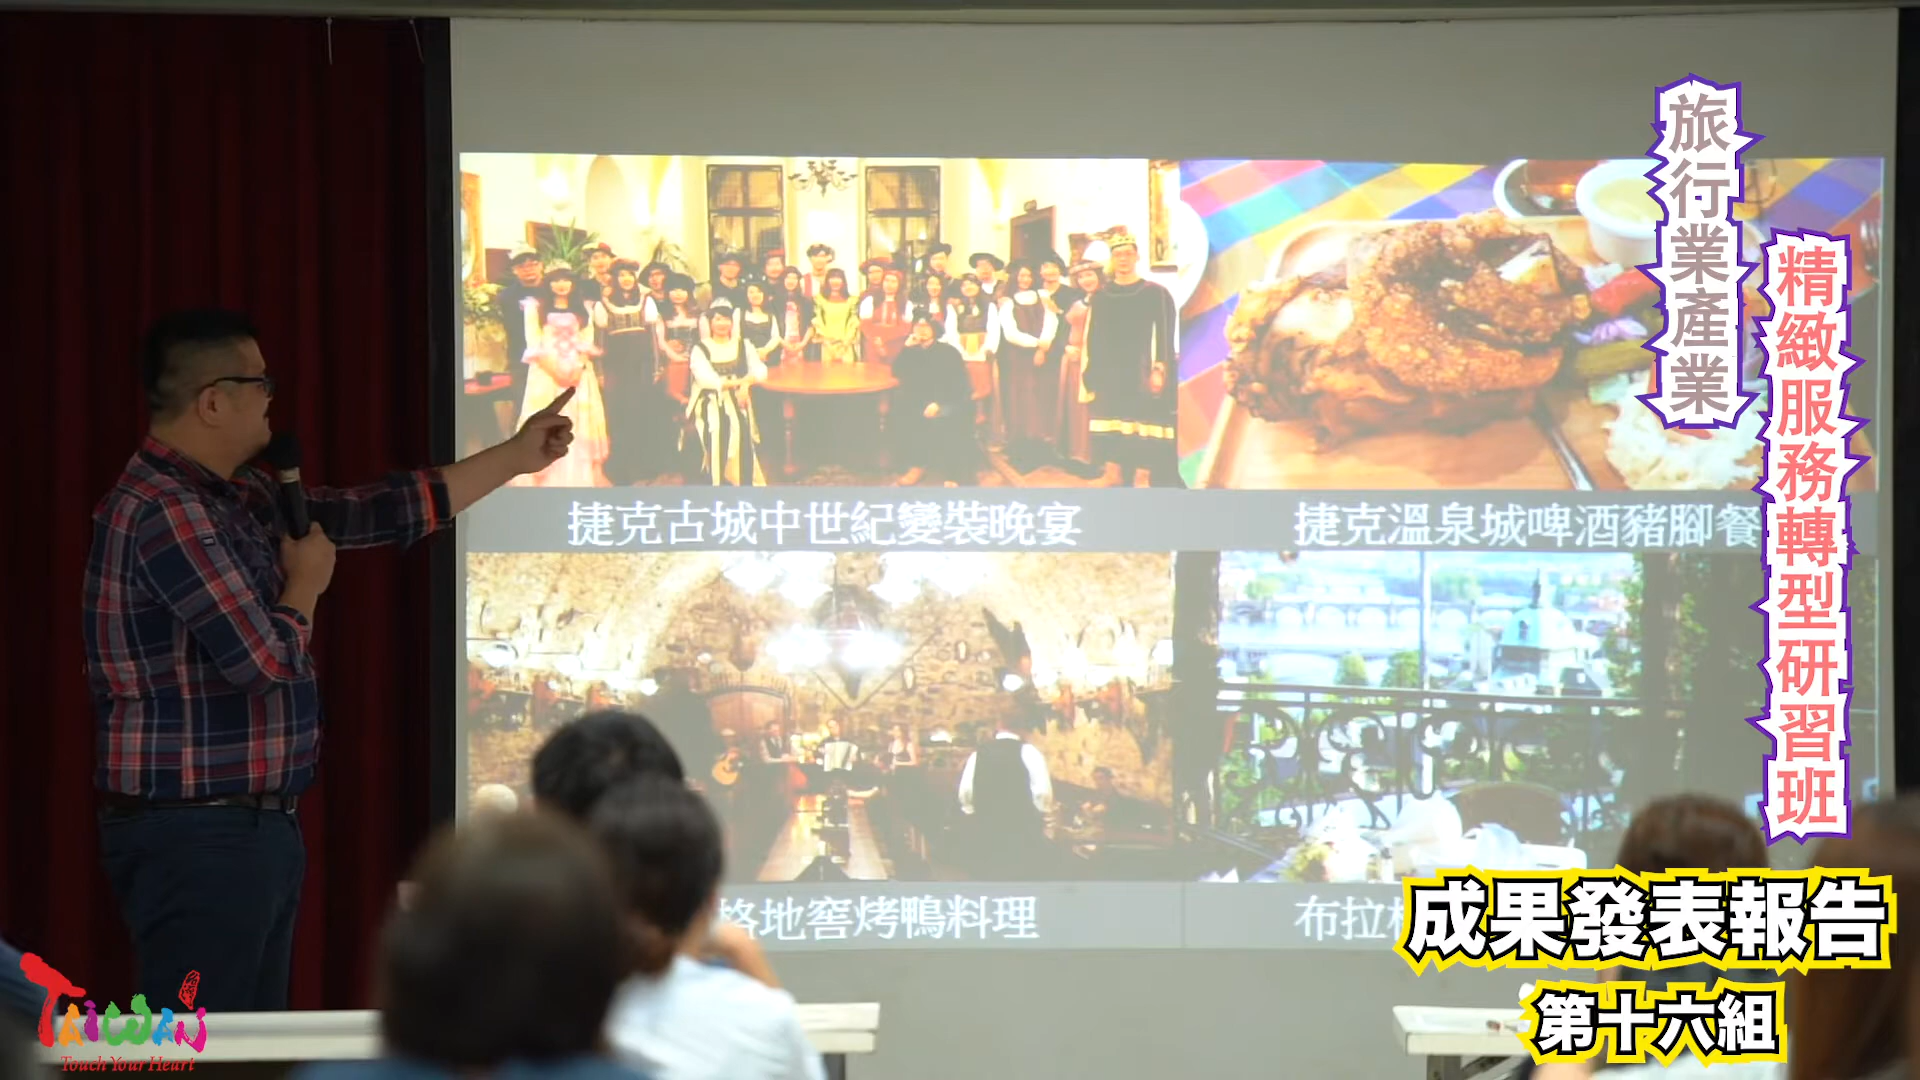 旅行業產業
精緻服務轉型研習班
捷克古城中世紀變裝晚宴
捷克溫泉城啤酒豬腳餐
格地窖烤鴨料理
布拉
成果發表報告
第十六組
TAIWAN
Touch Your Heart